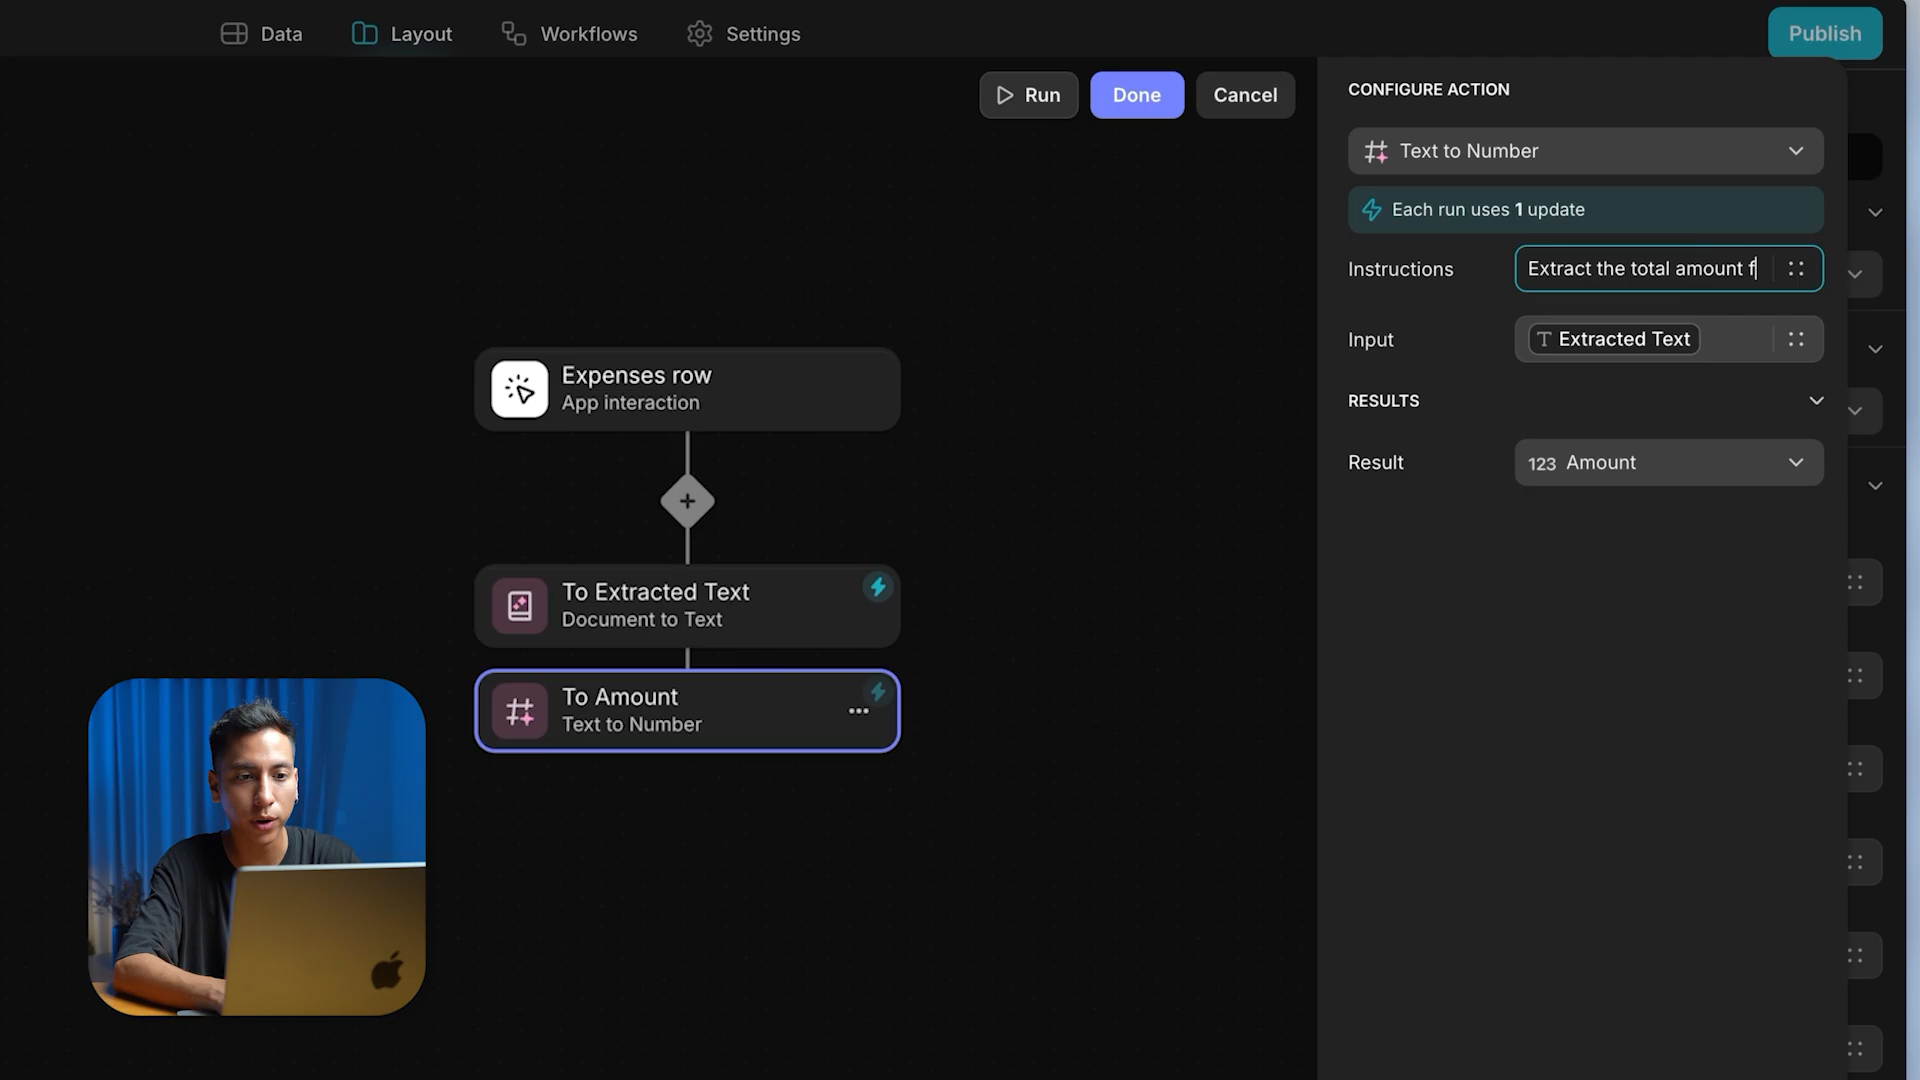 Data
Layout
Workflows
Settings
Publish
Run
Done
Cancel
CONFIGURE ACTION
Text to Number
Each run uses 1 update
Instructions
Extract the total amount f
Input
Extracted Text
RESULTS
Result
123 Amount
Expenses row
App interaction
To Extracted Text
Document to Text
To Amount
Text to Number